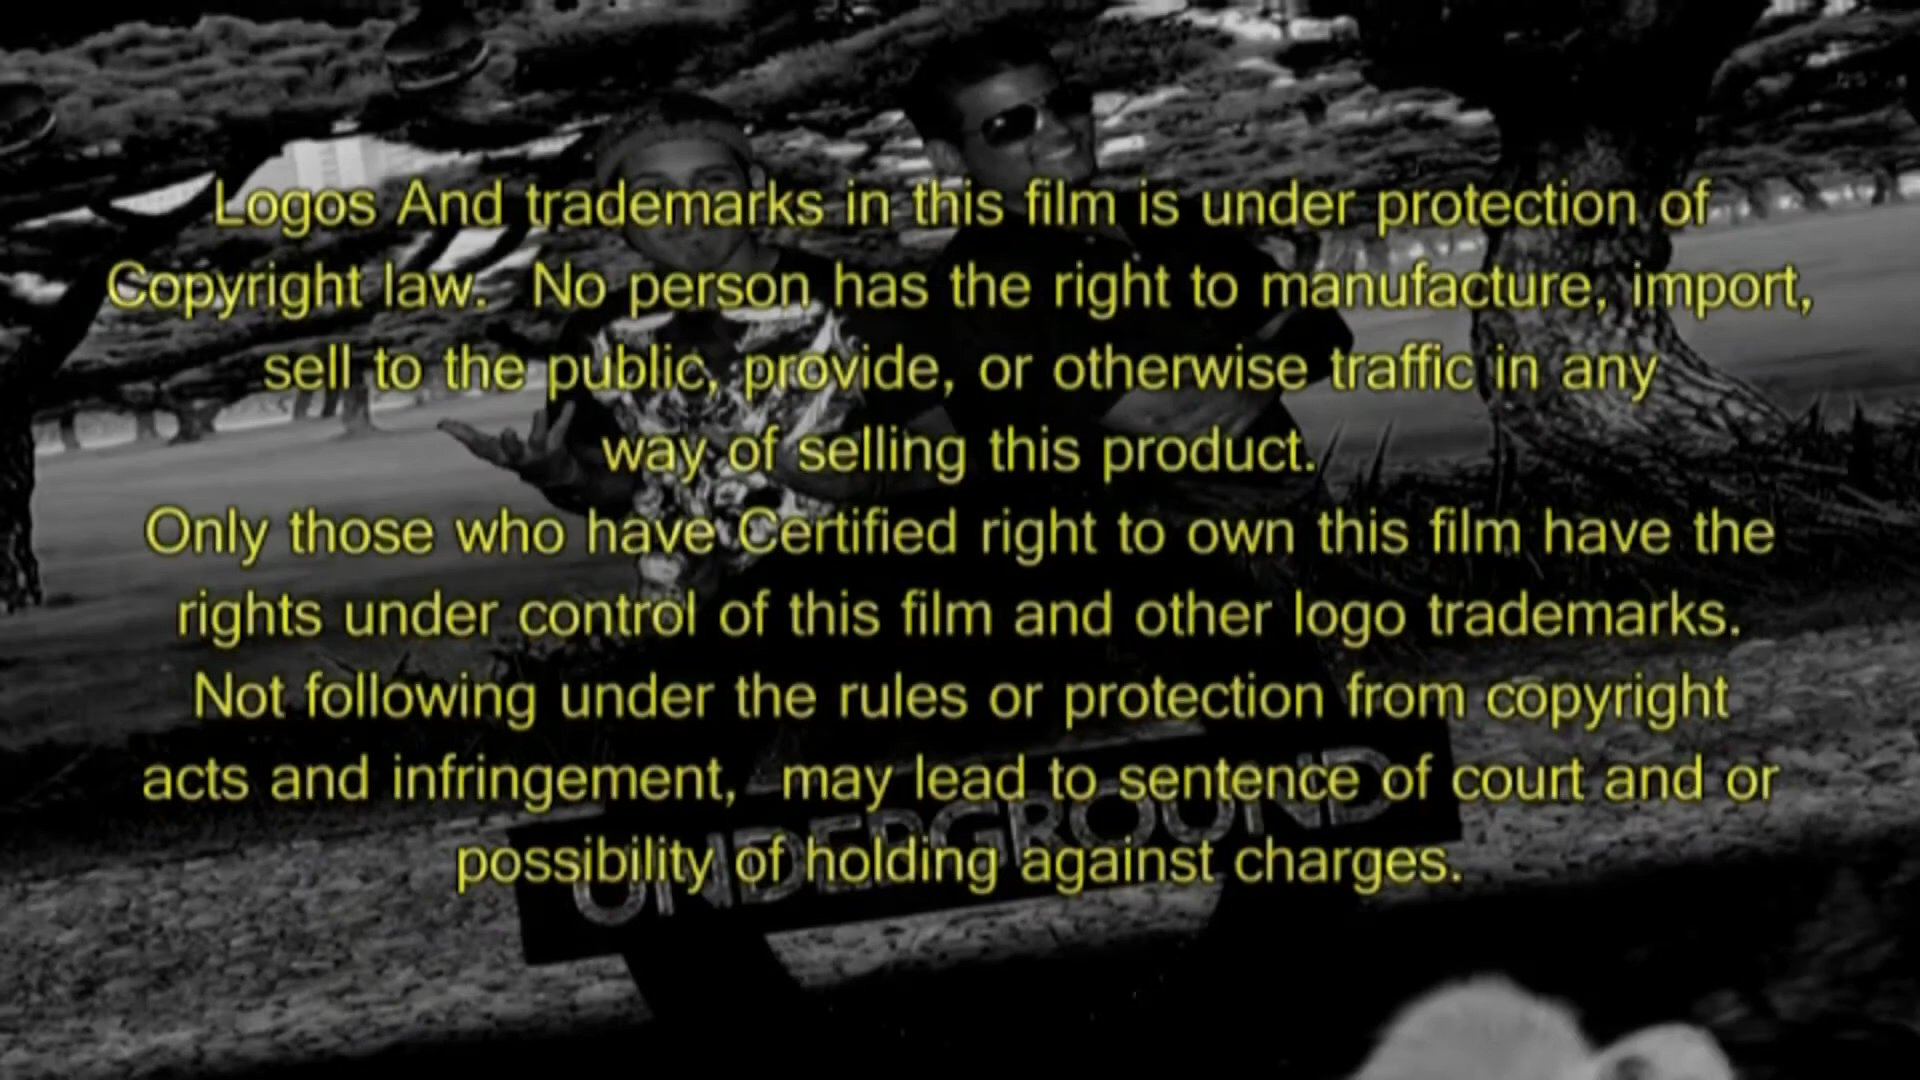 Logos And trademarks in this film is under protection of
Copyright law.  No person has the right to manufacture, import,
sell to the public, provide, or otherwise traffic in any
way of selling this product.
Only those who have Certified right to own this film have the
rights under control of this film and other logo trademarks.
Not following under the rules or protection from copyright
acts and infringement,  may lead to sentence of court and or
possibility of holding against charges.
UNDERGROUND